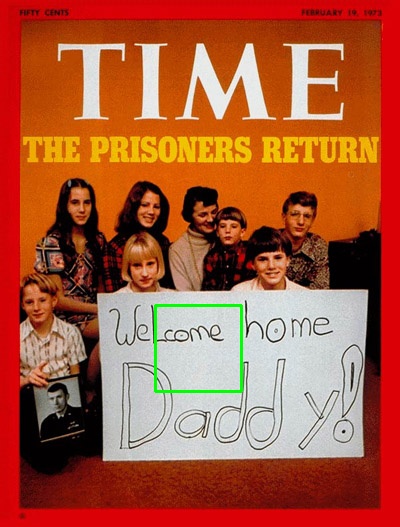 FIFTY CENTS FEBRUARY 19, 1973
TIME
THE PRISONERS RETURN
Welcome home
Daddy!